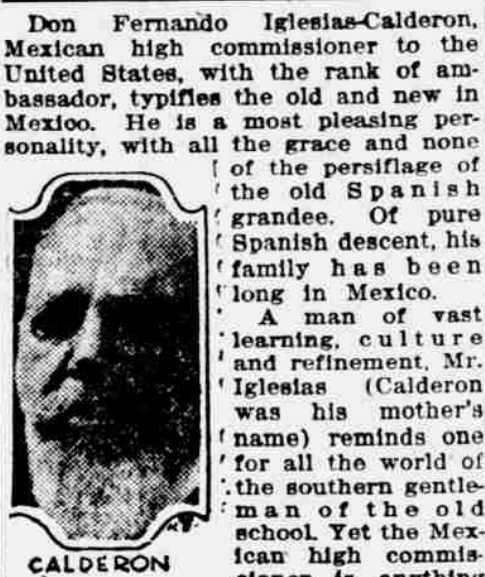 Don Fernando Iglesias-Calderon,
Mexican high commissioner to the
United States, with the rank of am-
bassador, typifies the old and new in
Mexico. He is a most pleasing per-
sonality, with all the grace and none
of the persiflage of
the old Spanish
grandee. Of pure
Spanish descent, his
family has been
long in Mexico.
A man of vast
learning, culture
and refinement, Mr.
Iglesias (Calderon
was his mother's
name) reminds one
for all the world of
the southern gentle-
man of the old
school. Yet the Mex-
ican high commis-
sioner is anything
CALDERON